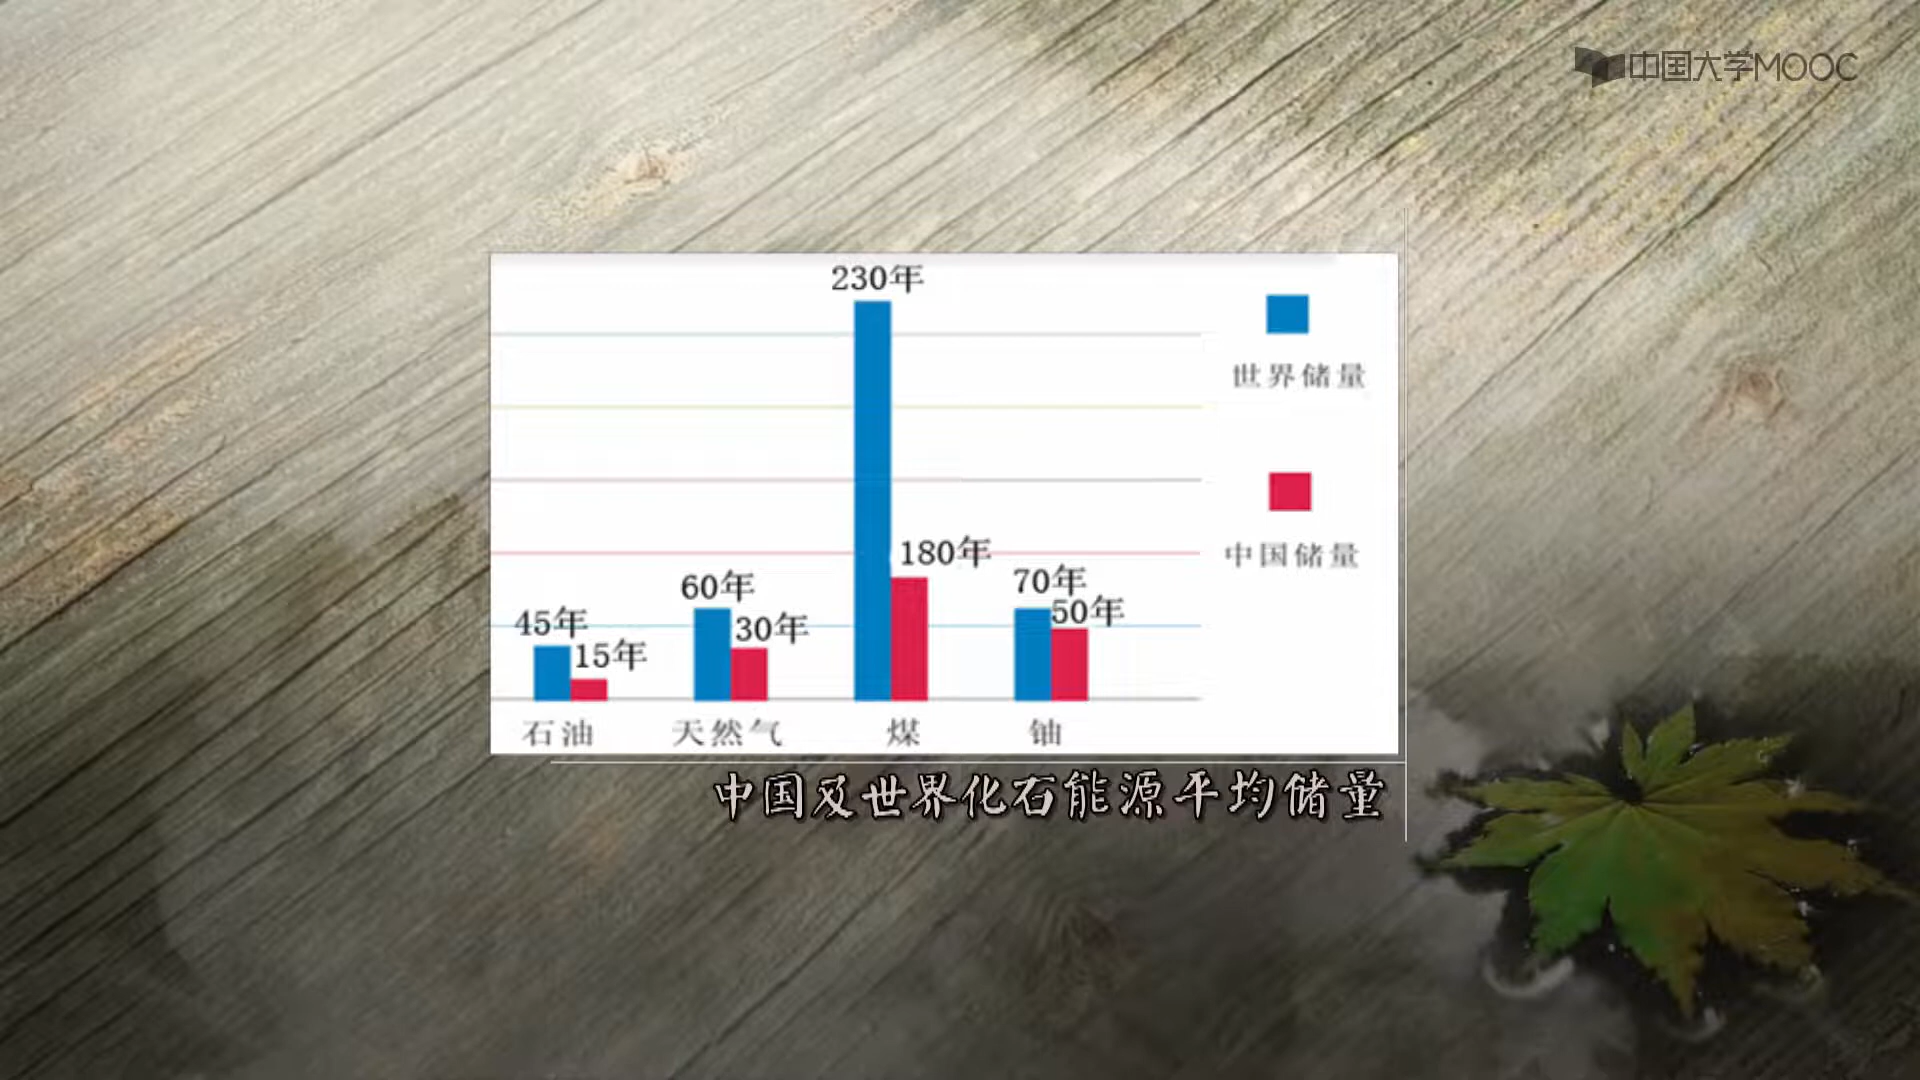 中国大学MOOC
230年
世界储量
180年
中国储量
60年
70年
45年
30年
50年
15年
石油
天然气
煤
铀
中国及世界化石能源平均储量